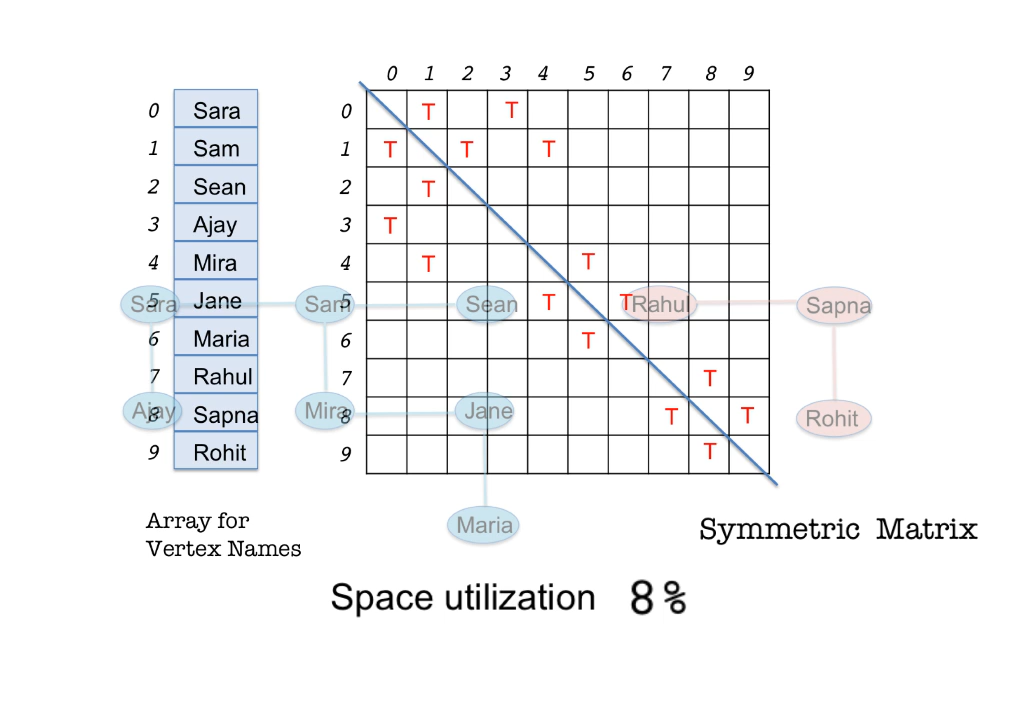 0 1 2 3 4 5 6 7 8 9
0 Sara 0 T T
1 Sam 1 T T T
2 Sean 2 T
3 Ajay 3 T
4 Mira 4 T T
5 Jane 5 T T
Sara Sam Sean Rahul Sapna
6 Maria 6 T
7 Rahul 7 T
8 Sapna 8 T T
Ajay Mira Jane Rohit
9 Rohit 9 T
Array for
Vertex Names
Maria
Symmetric Matrix
Space utilization 8%